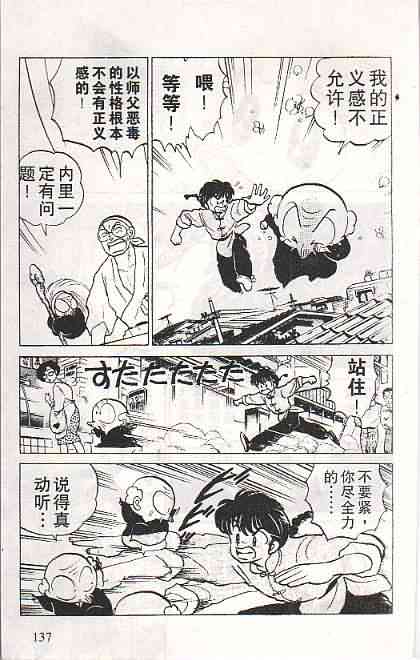 我的正
义感不
允许！
喂！
等等！
以师父恶毒
的性格根本
不会有正义
感的！
内里一
定有问
题！
すたたたたた
站住！
不要紧，
你尽全力
的……
说得真
动听…
137